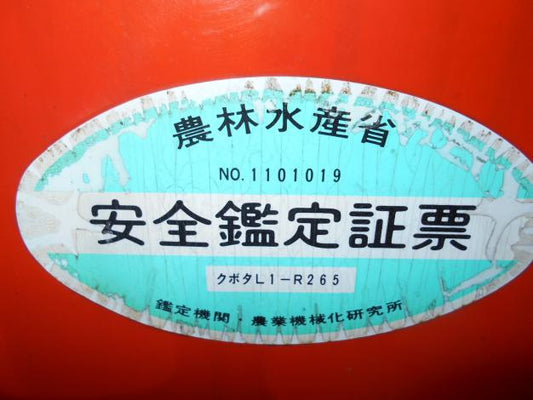 農林水産省
NO.1101019
安全鑑定証票
クボタL1-R265
鑑定機関・農業機械化研究所